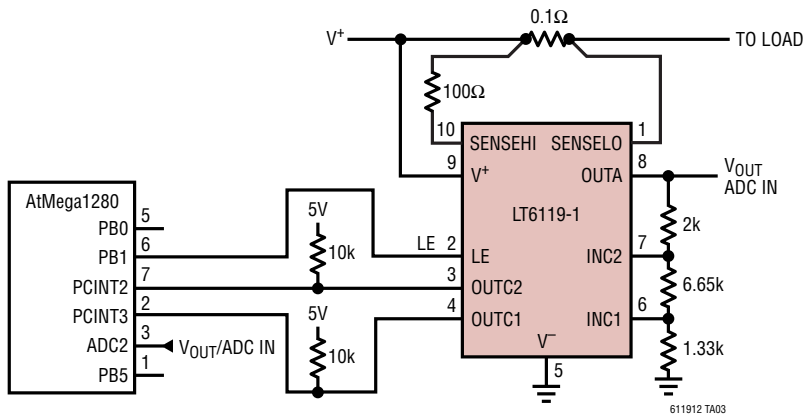 0.1Ω
V+
TO LOAD
100Ω
10
1
SENSEHI
SENSELO
9
8
V+
OUTA
VOUT
ADC IN
AtMega1280
LT6119-1
2k
PB0
5
5V
PB1
6
10k
LE
2
LE
INC2
7
PCINT2
7
3
OUTC2
6.65k
PCINT3
2
5V
4
OUTC1
INC1
6
ADC2
3
VOUT/ADC IN
10k
V−
1.33k
PB5
1
5
611912 TA03